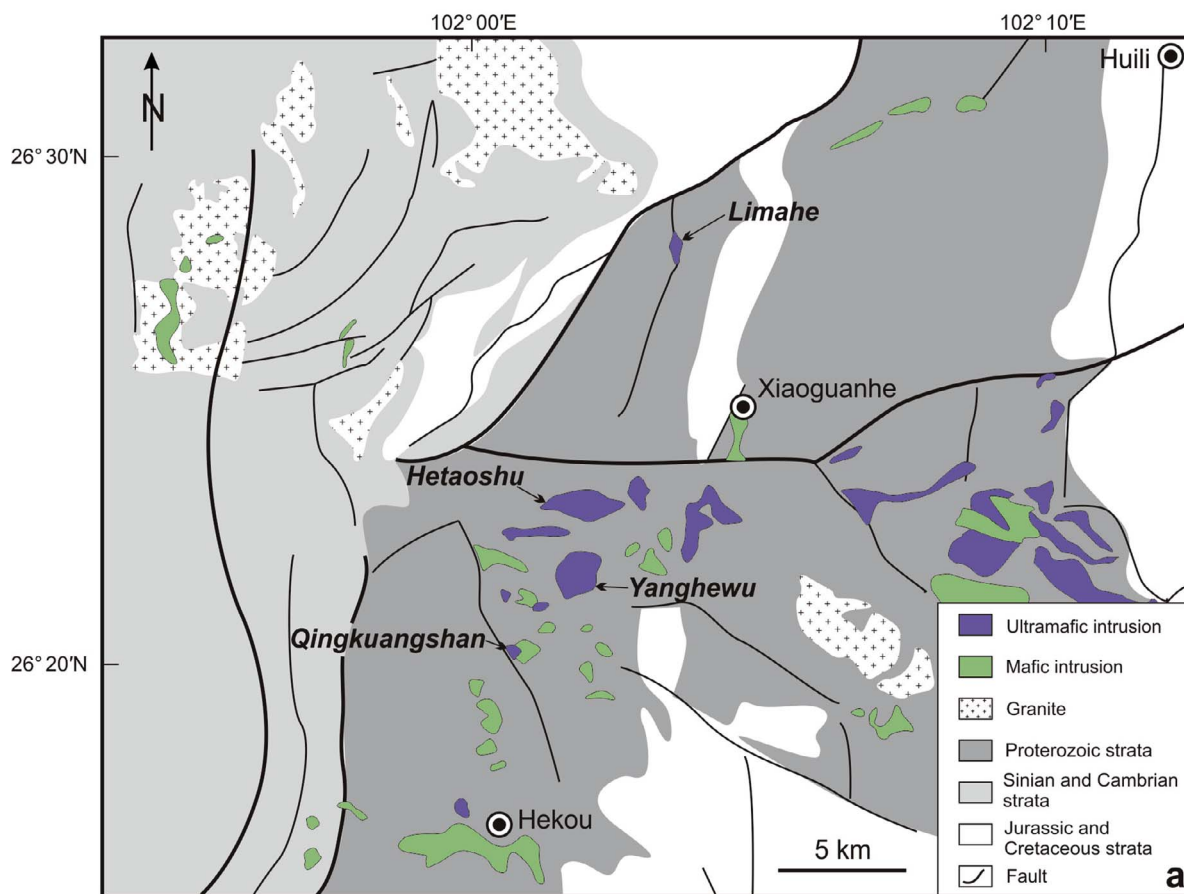 102° 00'E
102° 10'E
Huili
N
26° 30'N
Limahe
Xiaoguanhe
Hetaoshu
Yanghewu
Qingkuangshan
26° 20'N
Hekou
5 km
Ultramafic intrusion
Mafic intrusion
Granite
Proterozoic strata
Sinian and Cambrian
strata
Jurassic and
Cretaceous strata
Fault
a